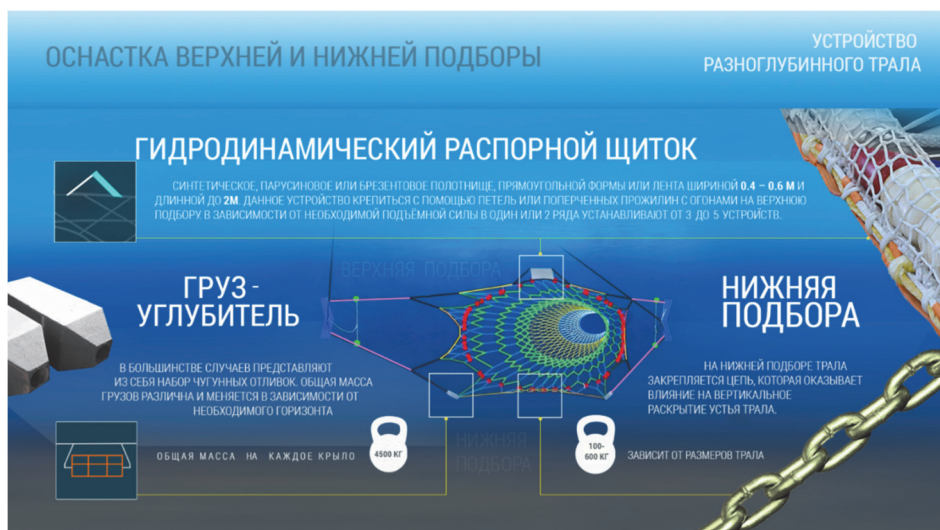 ОСНАСТКА ВЕРХНЕЙ И НИЖНЕЙ ПОДБОРЫ
УСТРОЙСТВО
РАЗНОГЛУБИННОГО ТРАЛА
ГИДРОДИНАМИЧЕСКИЙ РАСПОРНОЙ ЩИТОК
СИНТЕТИЧЕСКОЕ, ПАРУСИНОВОЕ ИЛИ БРЕЗЕНТОВОЕ ПОЛОТНИЩЕ, ПРЯМОУГОЛЬНОЙ ФОРМЫ ИЛИ ЛЕНТА ШИРИНОЙ 0.4 – 0.6 М И
ДЛИННОЙ ДО 2М. ДАННОЕ УСТРОЙСТВО КРЕПИТЬСЯ С ПОМОЩЬЮ ПЕТЕЛЬ ИЛИ ПОПЕРЧЕННЫХ ПРОЖИЛИН С ОГОНАМИ НА ВЕРХНЮЮ
ПОДБОРУ. В ЗАВИСИМОСТИ ОТ НЕОБХОДИМОЙ ПОДЪЁМНОЙ СИЛЫ В ОДИН ИЛИ 2 РЯДА УСТАНАВЛИВАЮТ ОТ 3 ДО 5 УСТРОЙСТВ.
ВЕРХНЯЯ ПОДБОРА
ГРУЗ -
УГЛУБИТЕЛЬ
В БОЛЬШИНСТВЕ СЛУЧАЕВ ПРЕДСТАВЛЯЮТ
ИЗ СЕБЯ НАБОР ЧУГУННЫХ ОТЛИВОК. ОБЩАЯ МАССА
ГРУЗОВ РАЗЛИЧНА И МЕНЯЕТСЯ В ЗАВИСИМОСТИ ОТ
НЕОБХОДИМОГО ГОРИЗОНТА
ОБЩАЯ МАССА НА КАЖДОЕ КРЫЛО
4500 КГ
НИЖНЯЯ
ПОДБОРА
НИЖНЯЯ
ПОДБОРА
НА НИЖНЕЙ ПОДБОРЕ ТРАЛА
ЗАКРЕПЛЯЕТСЯ ЦЕПЬ, КОТОРАЯ ОКАЗЫВАЕТ
ВЛИЯНИЕ НА ВЕРТИКАЛЬНОЕ
РАСКРЫТИЕ УСТЬЯ ТРАЛА.
100-
600 КГ
ЗАВИСИТ ОТ РАЗМЕРОВ ТРАЛА